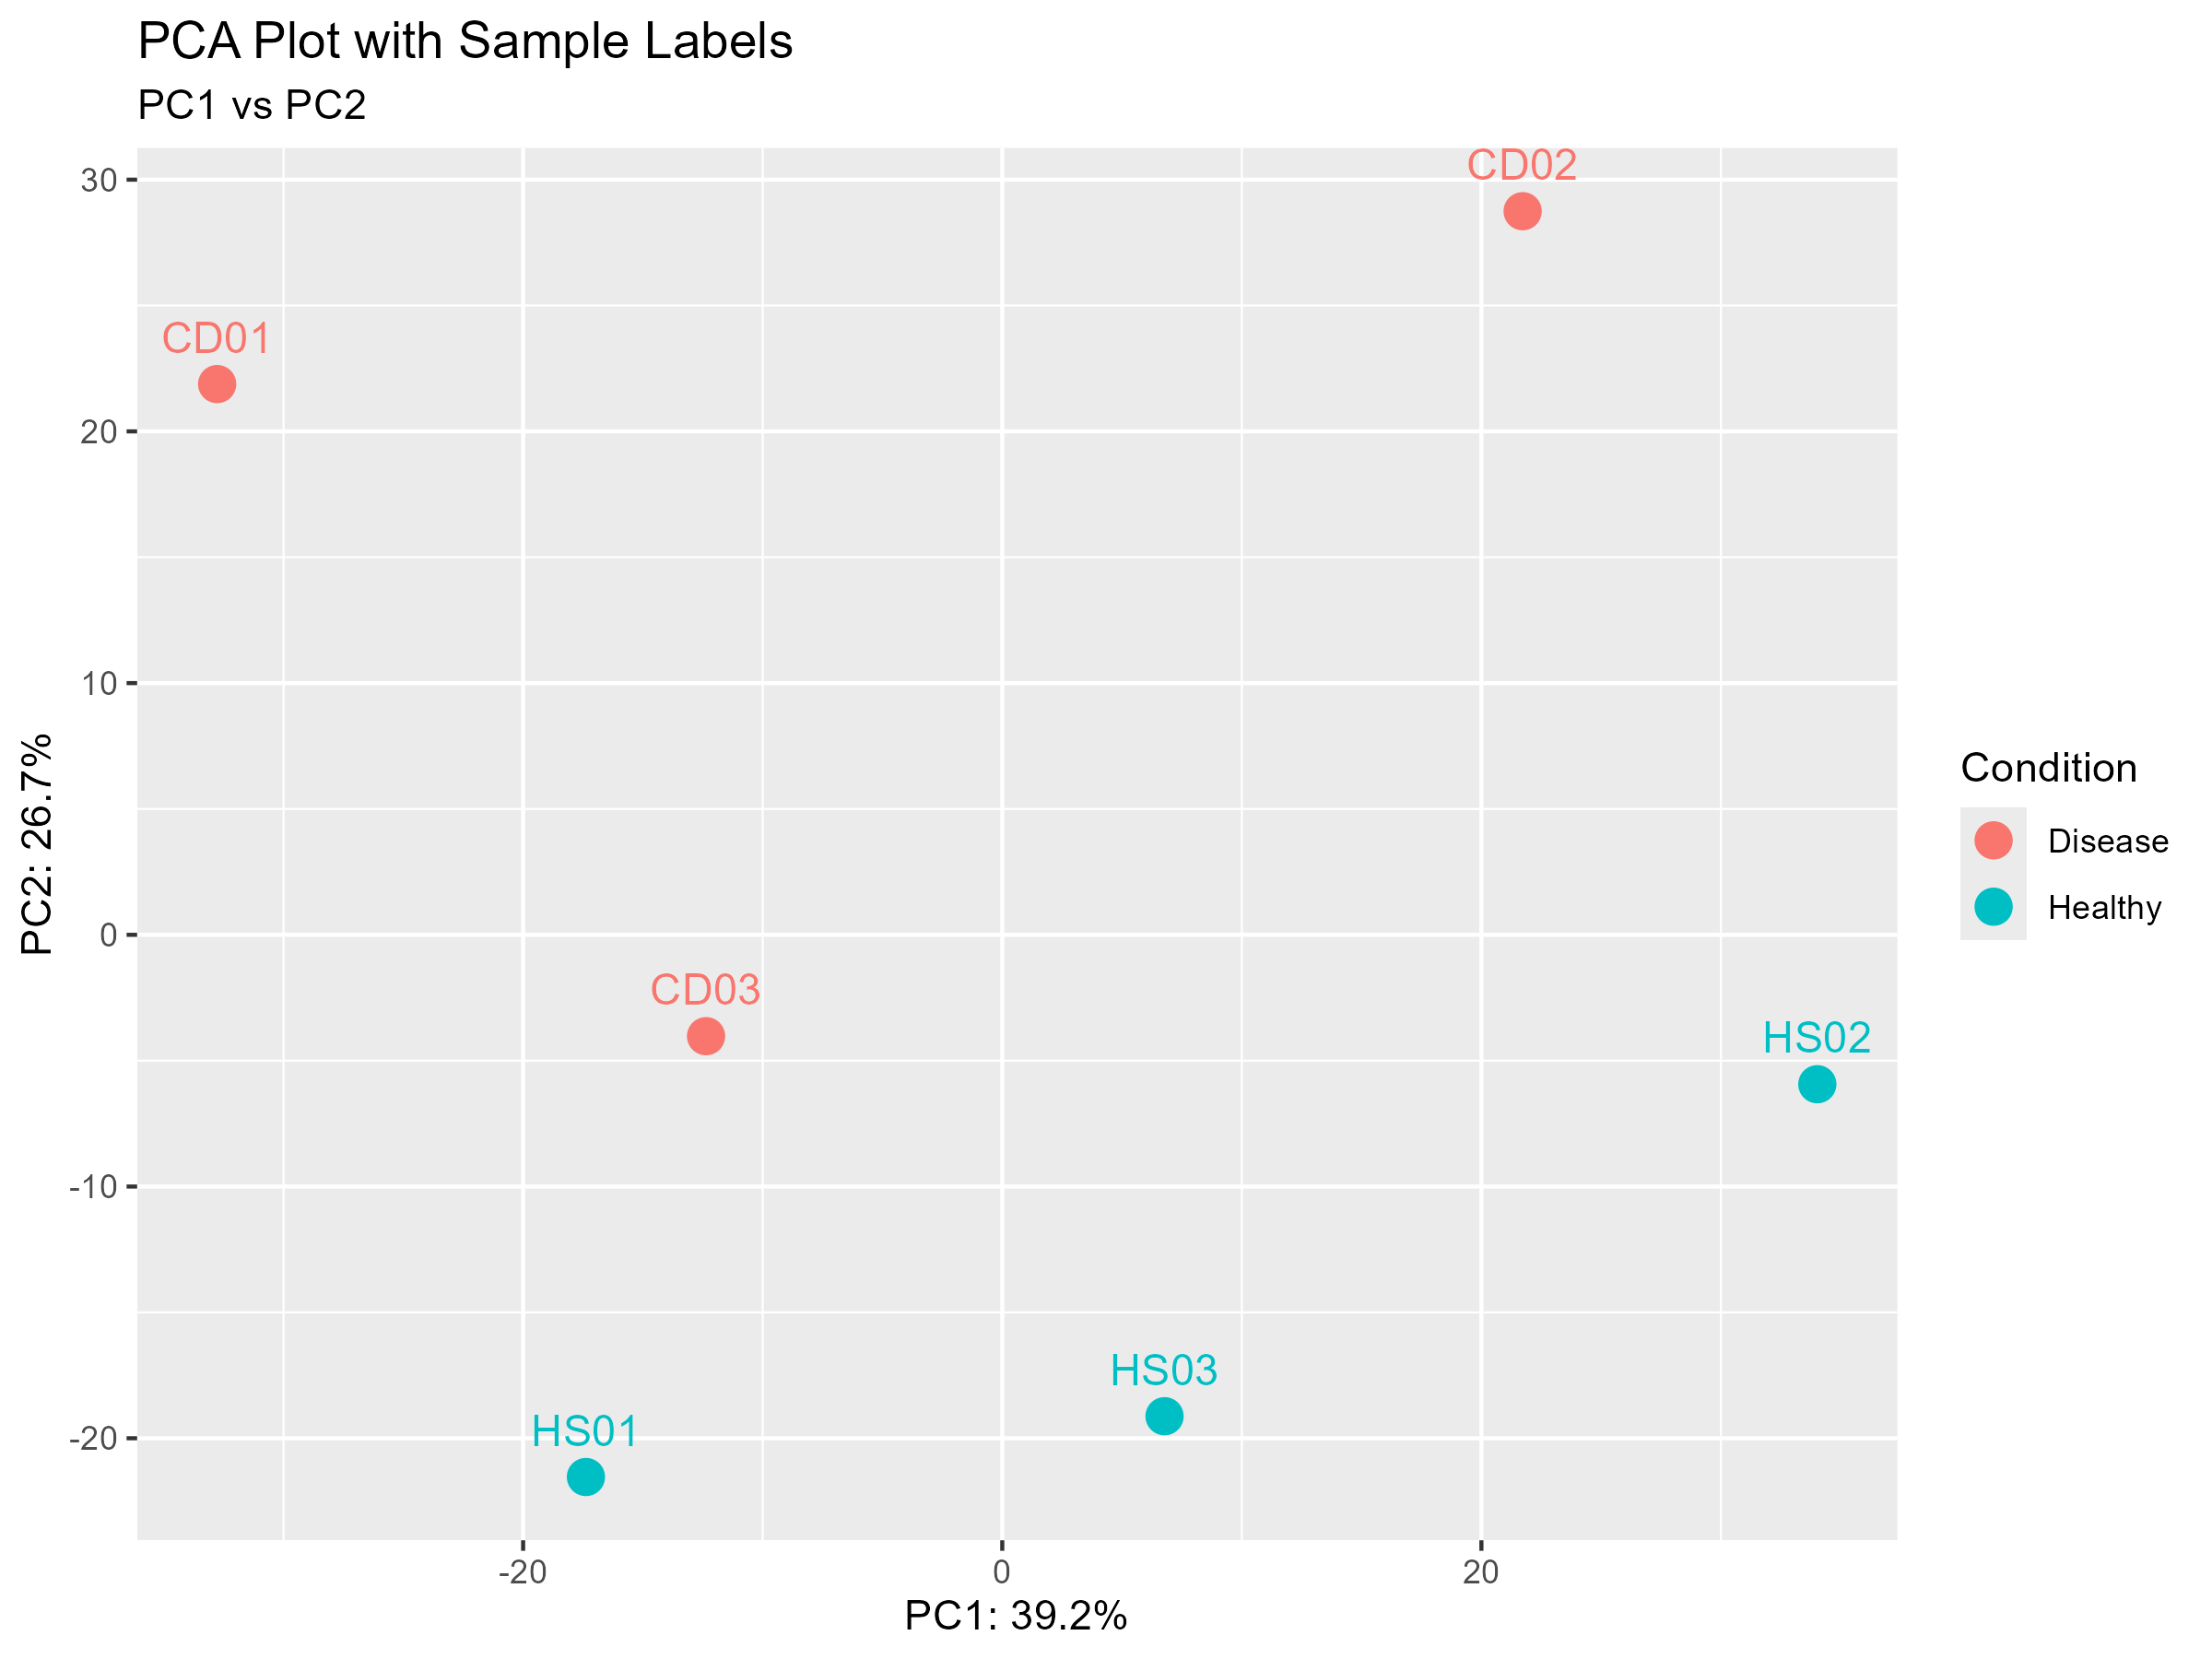 PCA Plot with Sample Labels
PC1 vs PC2
CD02
30
CD01
20
10
PC2: 26.7%
Condition
Disease
Healthy
0
CD03
HS02
-10
HS03
HS01
-20
-20 0 20
PC1: 39.2%